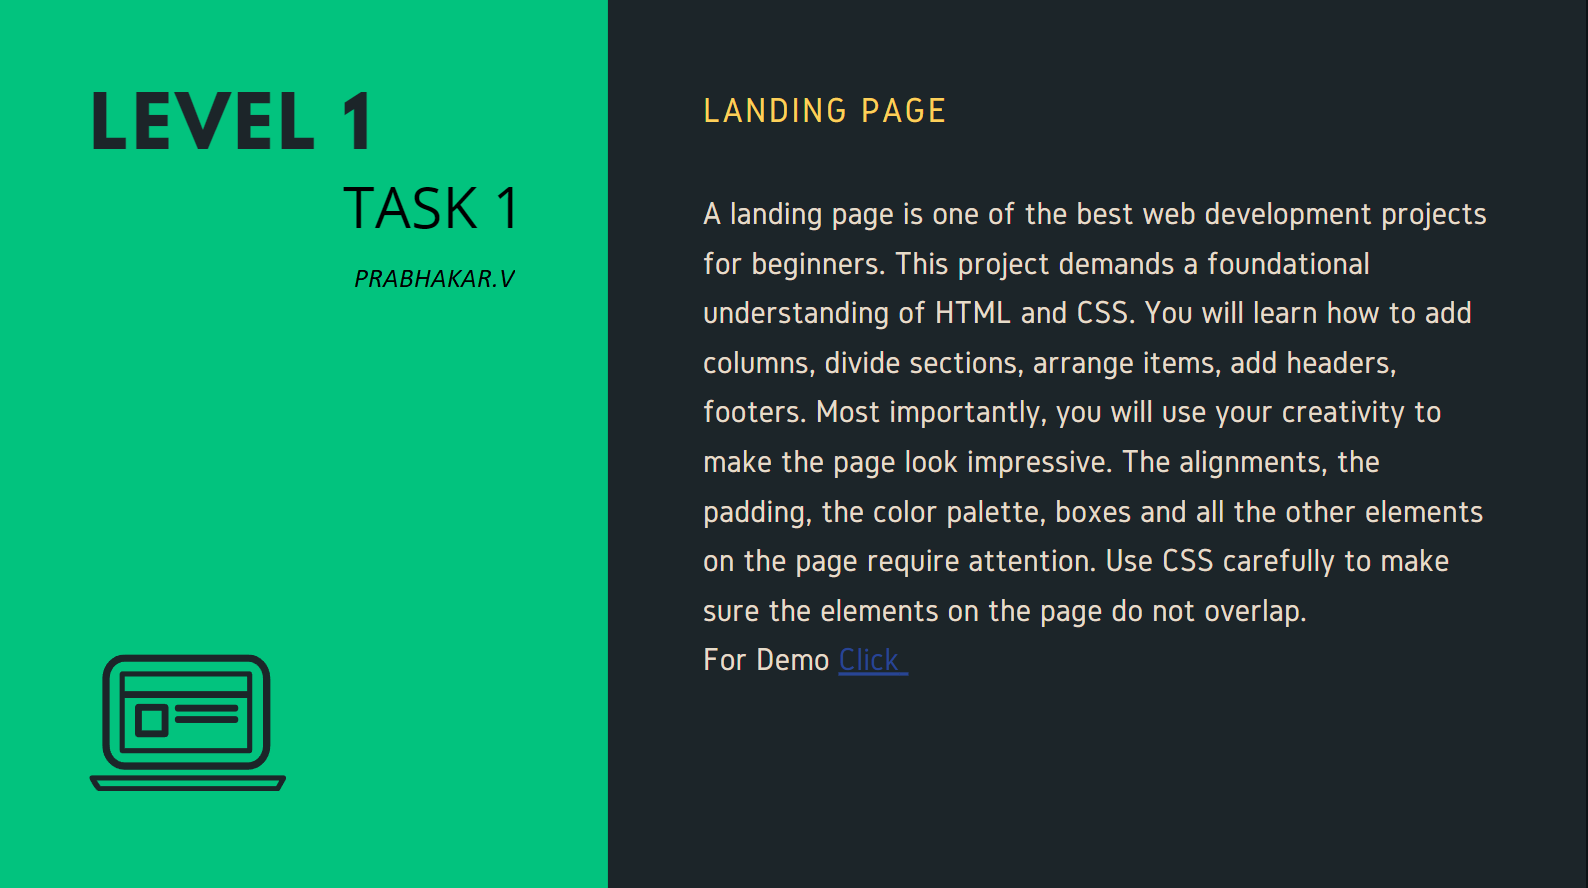 LEVEL 1
TASK 1
PRABHAKAR.V
LANDING PAGE
A landing page is one of the best web development projects
for beginners. This project demands a foundational
understanding of HTML and CSS. You will learn how to add
columns, divide sections, arrange items, add headers,
footers. Most importantly, you will use your creativity to
make the page look impressive. The alignments, the
padding, the color palette, boxes and all the other elements
on the page require attention. Use CSS carefully to make
sure the elements on the page do not overlap.
For Demo Click